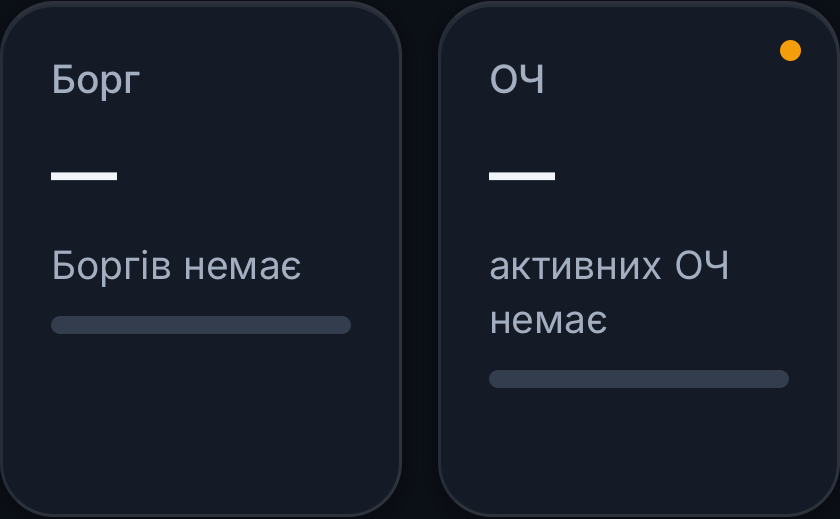 Борг
—
Боргів немає
ОЧ
—
активних ОЧ
немає